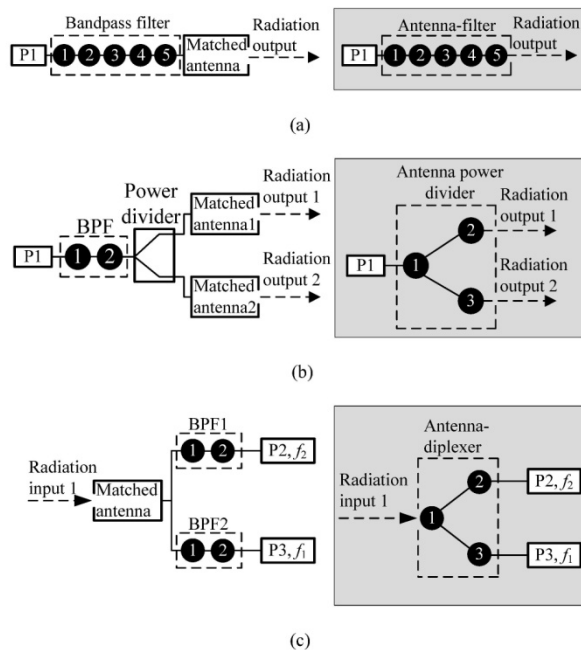 Bandpass filter
P1 1 2 3 4 5 Matched antenna
Radiation output
Antenna-filter
P1 1 2 3 4 5
Radiation output
(a)
BPF
P1 1 2
Power
divider
Matched
antenna1
Radiation
output 1
Matched
antenna2
Radiation
output 2
Antenna power
divider
P1 1 2 3
Radiation
output 1
Radiation
output 2
(b)
Radiation
input 1
Matched
antenna
BPF1
1 2
P2, f2
BPF2
1 2
P3, f1
Antenna-
diplexer
Radiation
input 1
1 2 3
P2, f2
P3, f1
(c)